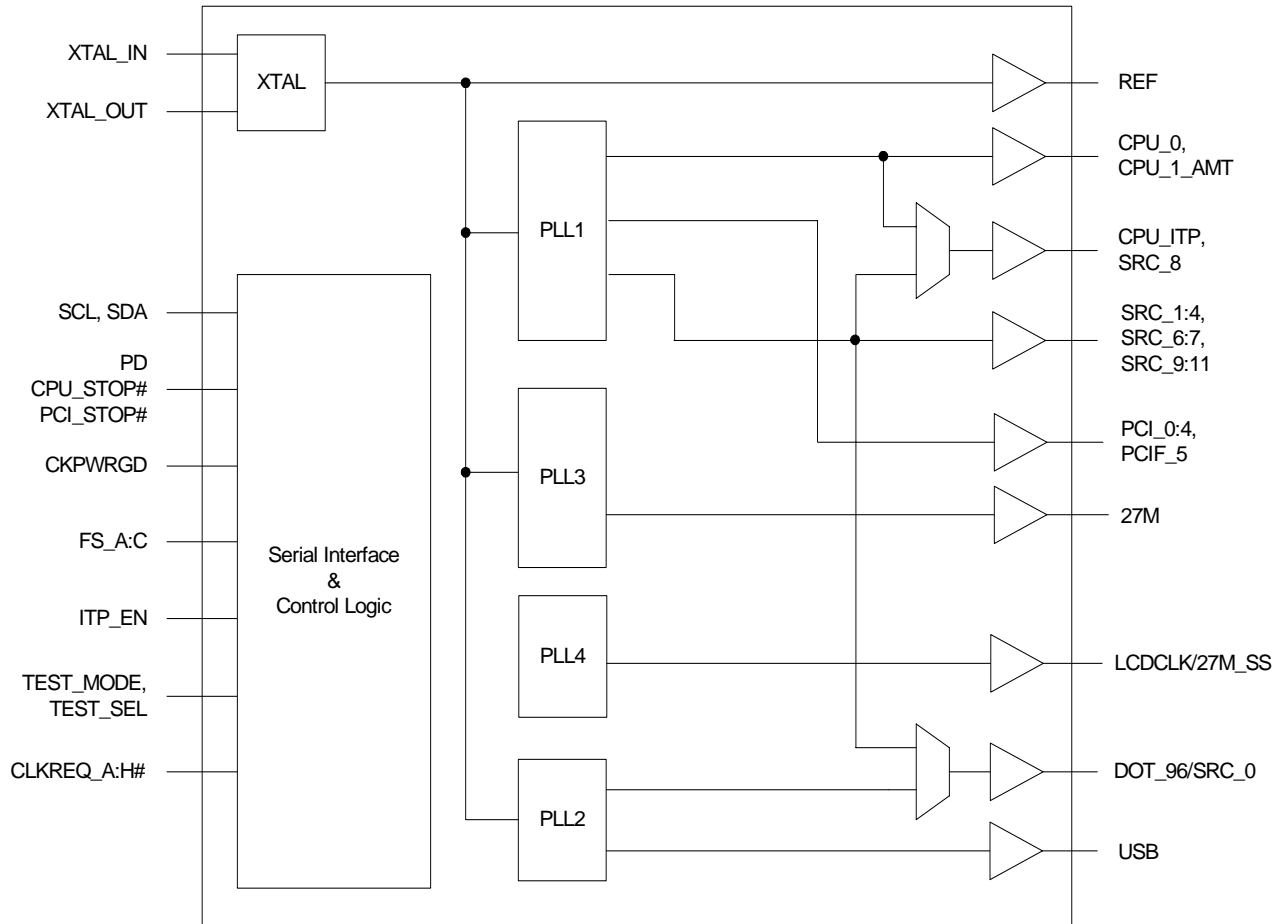 XTAL_IN
XTAL_OUT
XTAL
REF
CPU_0,
CPU_1_AMT
PLL1
CPU_ITP,
SRC_8
SCL, SDA
SRC_1:4,
SRC_6:7,
SRC_9:11
PD
CPU_STOP#
PCI_STOP#
PCI_0:4,
PCIF_5
CKPWRGD
PLL3
27M
FS_A:C
Serial Interface
&
Control Logic
ITP_EN
PLL4
LCDCLK/27M_SS
TEST_MODE,
TEST_SEL
CLKREQ_A:H#
DOT_96/SRC_0
PLL2
USB